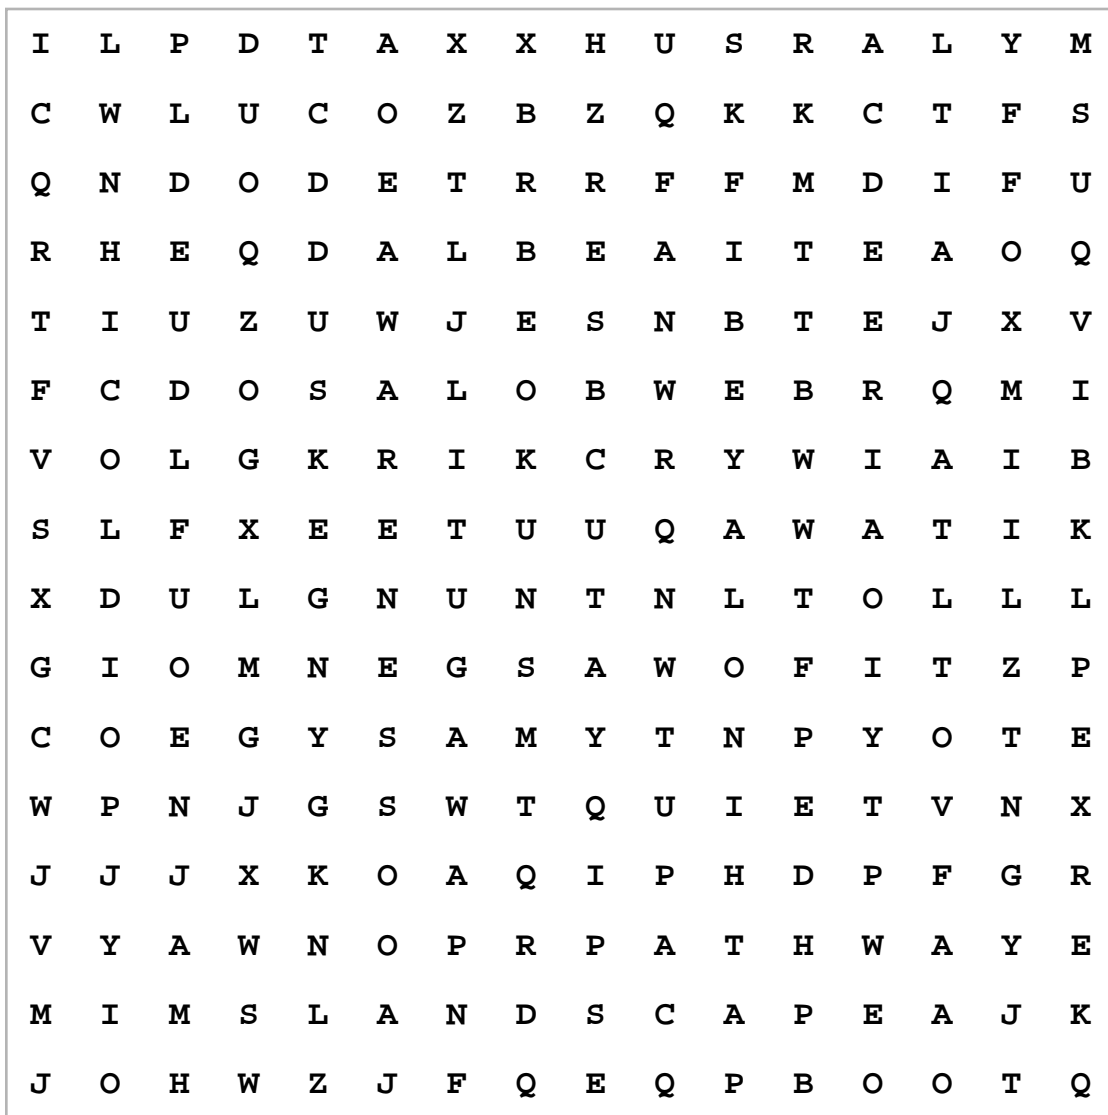 I L P D T A X X H U S R A L Y M
C W L U C O Z B Z Q K K C T F S
Q N D O D E T R R F F M D I F U
R H E Q D A L B E A I T E A O Q
T I U Z U W J E S N B T E J X V
F C D O S A L O B W E B R Q M I
V O L G K R I K C R Y W I A I B
S L F X E E T U U Q A W A T I K
X D U L G N U N T N L T O L L L
G I O M N E G S A W O F I T Z P
C O E G Y S A M Y T N P Y O T E
W P N J G S W T Q U I E T V N X
J J J X K O A Q I P H D P F G R
V Y A W N O P R P A T H W A Y E
M I M S L A N D S C A P E A J K
J O H W Z J F Q E Q P B O O T Q